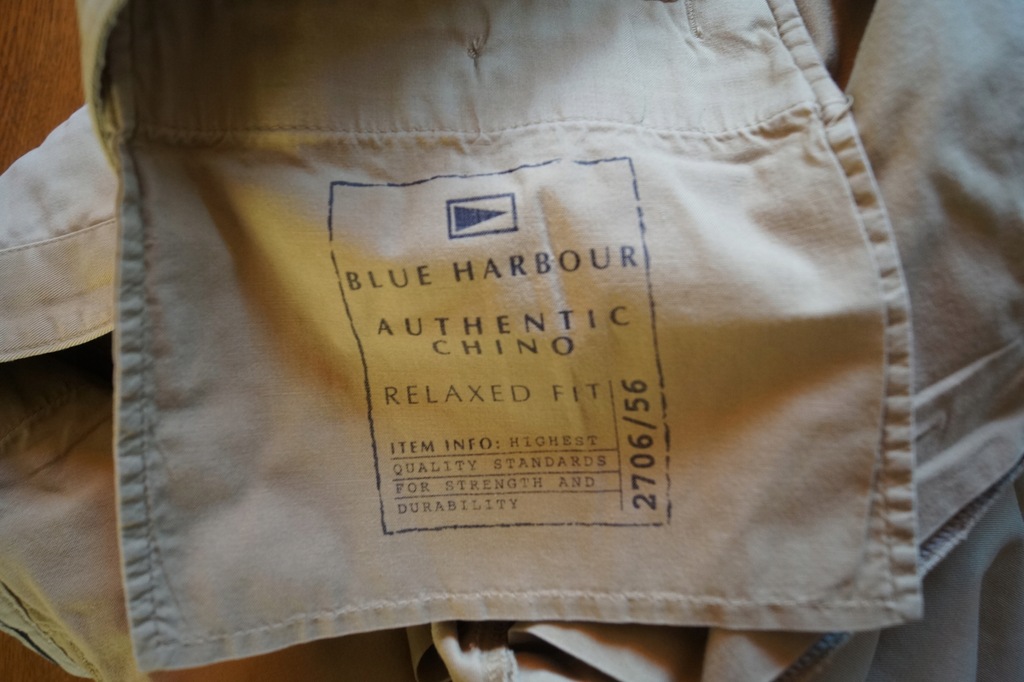 BLUE HARBOUR
AUTHENTIC
CHINO
RELAXED FIT
ITEM INFO: HIGHEST
QUALITY STANDARDS
FOR STRENGTH AND
DURABILITY
2706/56